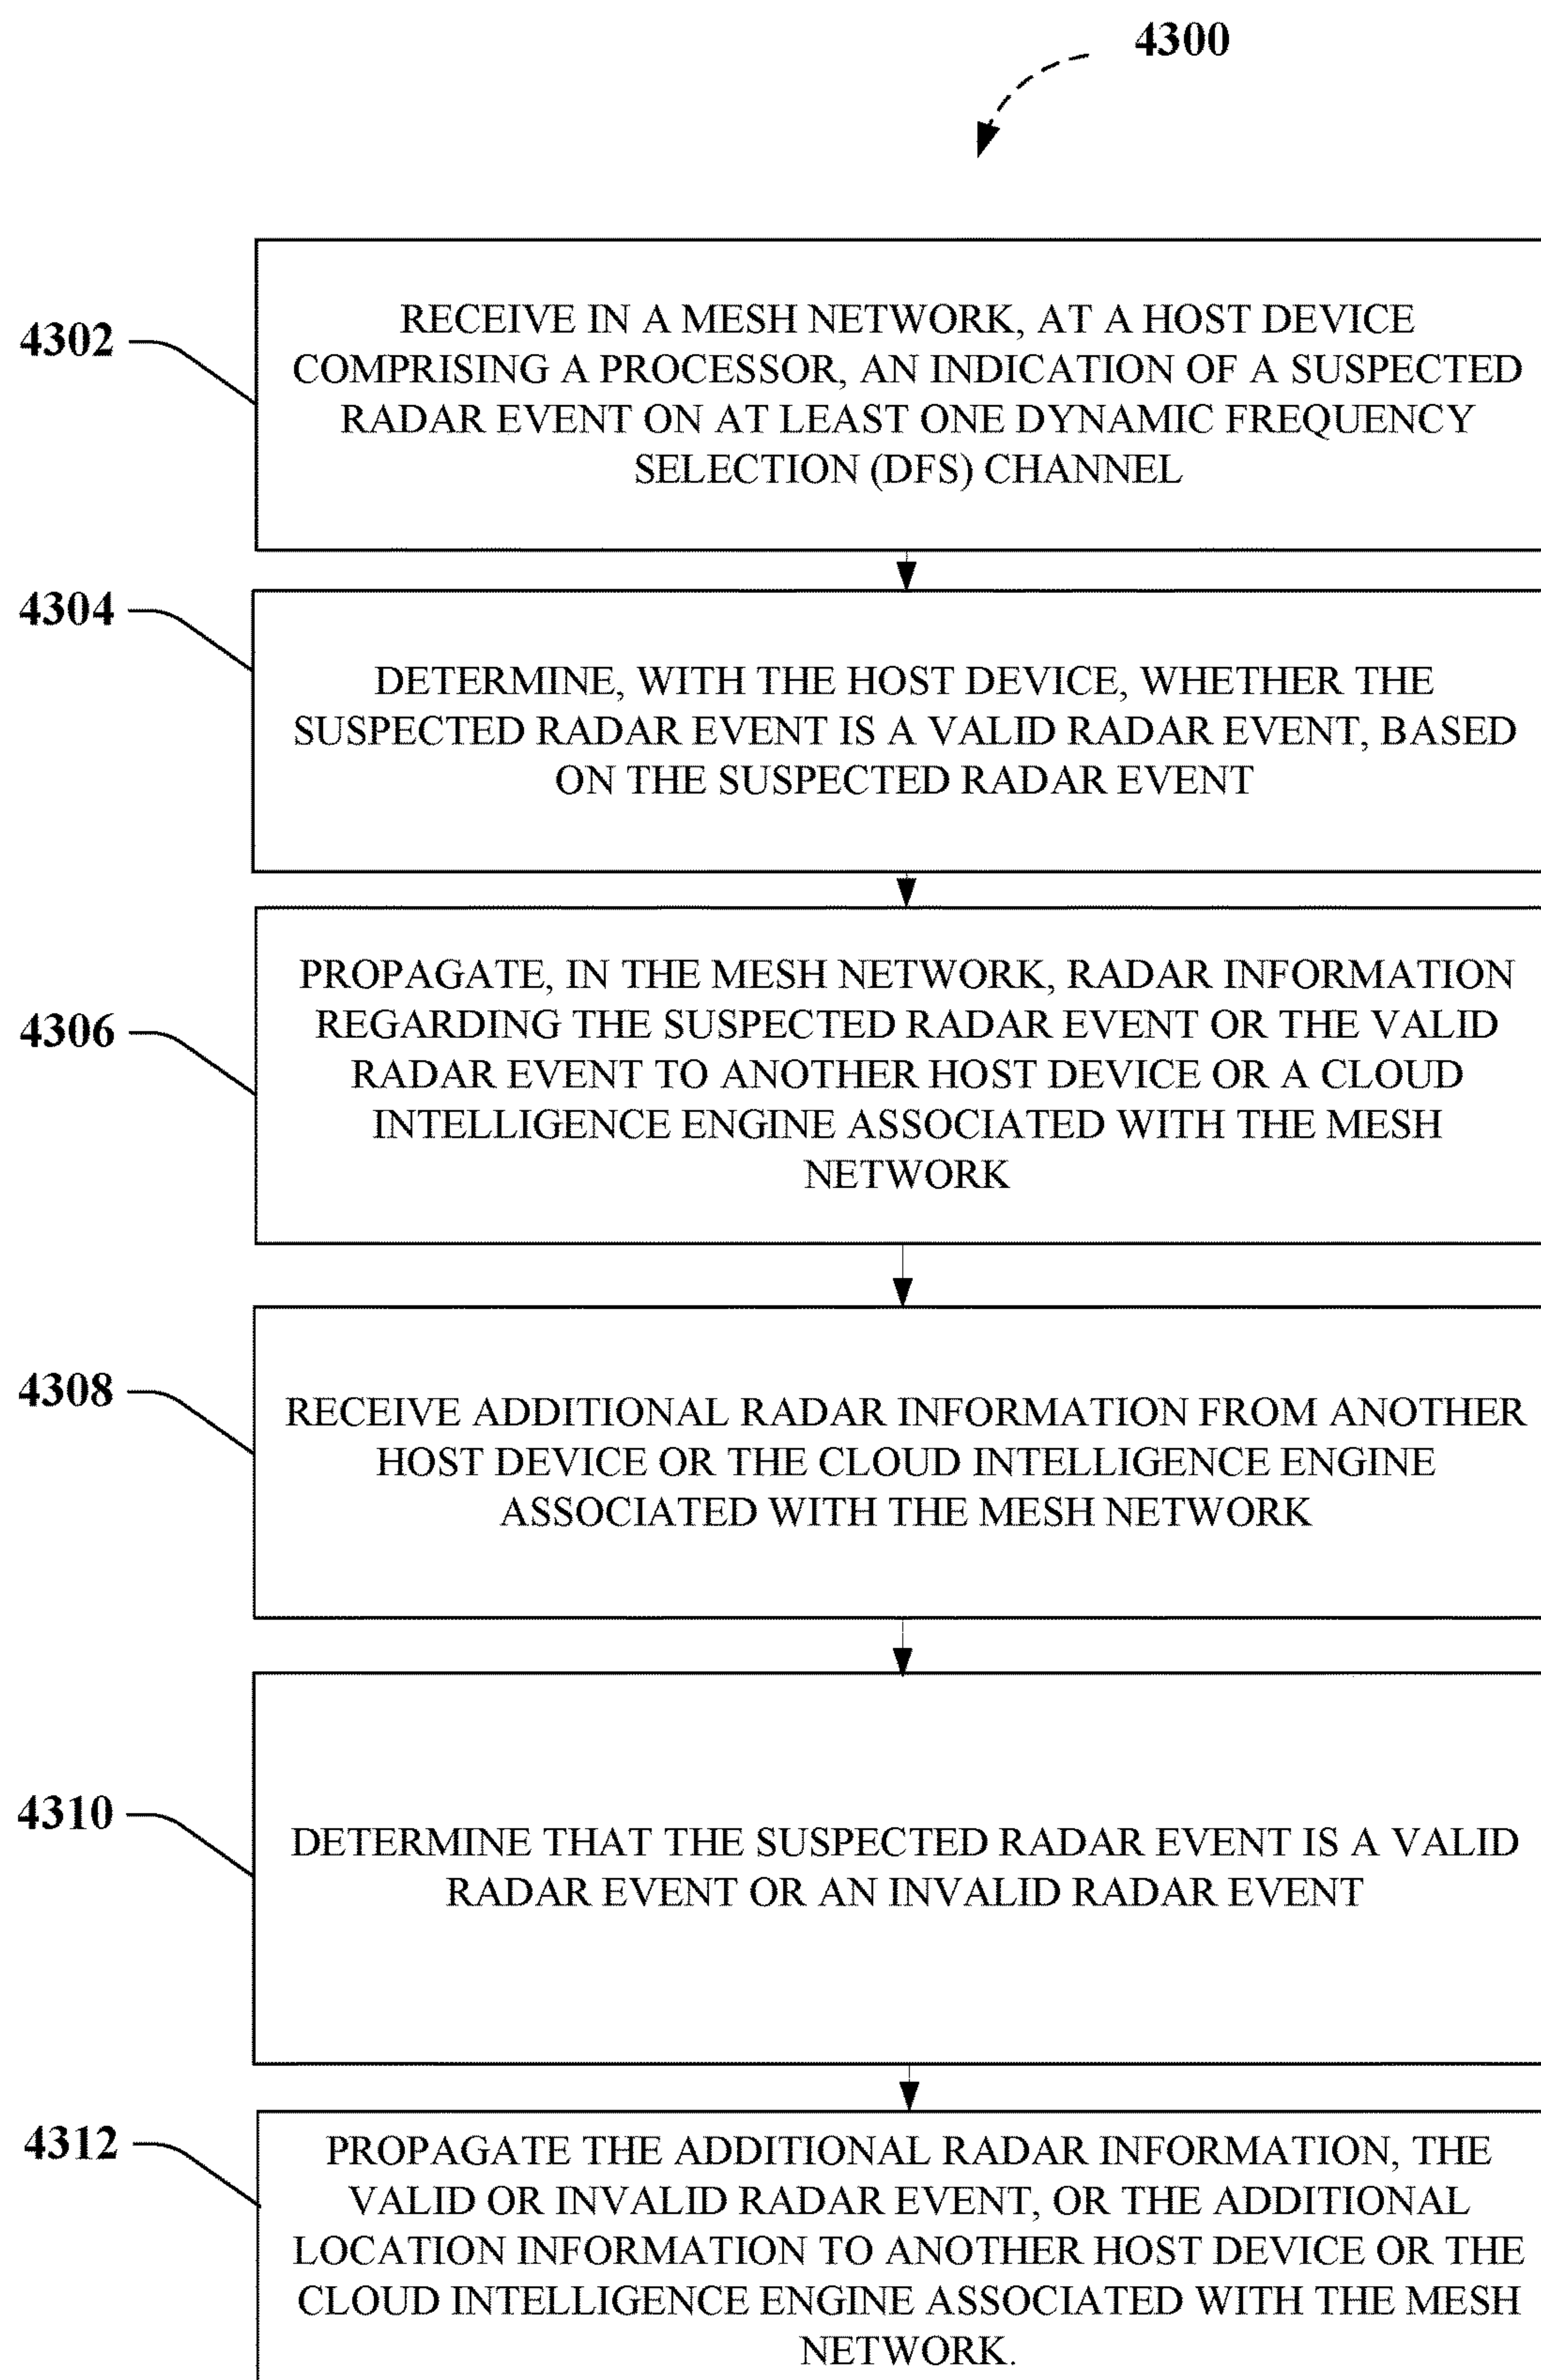 4300
4302
RECEIVE IN A MESH NETWORK, AT A HOST DEVICE
COMPRISING A PROCESSOR, AN INDICATION OF A SUSPECTED
RADAR EVENT ON AT LEAST ONE DYNAMIC FREQUENCY
SELECTION (DFS) CHANNEL
4304
DETERMINE, WITH THE HOST DEVICE, WHETHER THE
SUSPECTED RADAR EVENT IS A VALID RADAR EVENT, BASED
ON THE SUSPECTED RADAR EVENT
4306
PROPAGATE, IN THE MESH NETWORK, RADAR INFORMATION
REGARDING THE SUSPECTED RADAR EVENT OR THE VALID
RADAR EVENT TO ANOTHER HOST DEVICE OR A CLOUD
INTELLIGENCE ENGINE ASSOCIATED WITH THE MESH
NETWORK
4308
RECEIVE ADDITIONAL RADAR INFORMATION FROM ANOTHER
HOST DEVICE OR THE CLOUD INTELLIGENCE ENGINE
ASSOCIATED WITH THE MESH NETWORK
4310
DETERMINE THAT THE SUSPECTED RADAR EVENT IS A VALID
RADAR EVENT OR AN INVALID RADAR EVENT
4312
PROPAGATE THE ADDITIONAL RADAR INFORMATION, THE
VALID OR INVALID RADAR EVENT, OR THE ADDITIONAL
LOCATION INFORMATION TO ANOTHER HOST DEVICE OR THE
CLOUD INTELLIGENCE ENGINE ASSOCIATED WITH THE MESH
NETWORK.